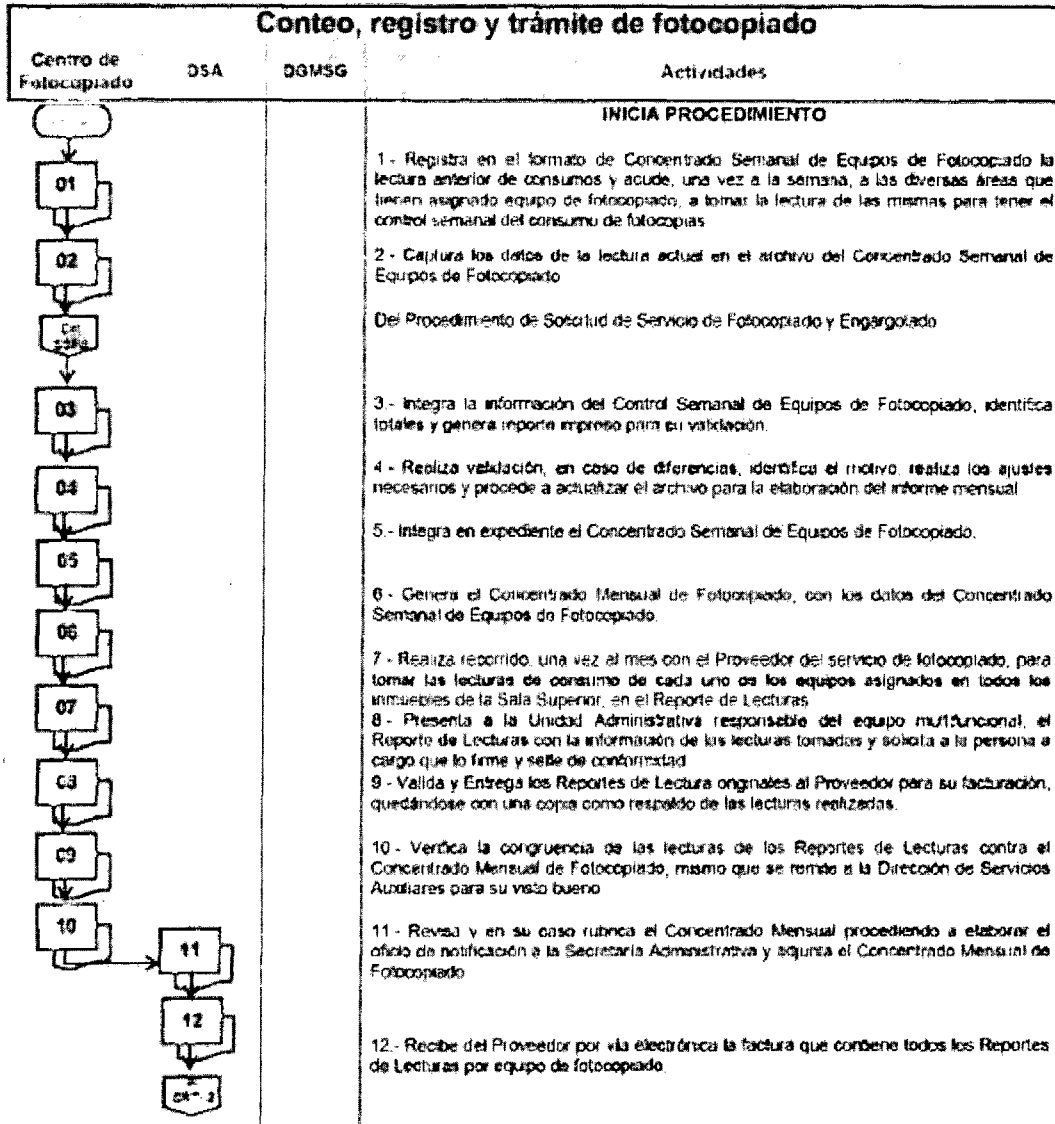 Conteo, registro y trámite de fotocopiado
Centro de
Fotocopiado
DSA
DGMSG
Actividades
INICIA PROCEDIMIENTO
01
1.- Registra en el formato de Concentrado Semanal de Equipos de Fotocopiado la
lectura anterior de consumos y acude, una vez a la semana, a las diversas áreas que
tienen asignado equipo de fotocopiado, a tomar la lectura de las mismas para tener el
control semanal del consumo de fotocopias
02
2.- Captura los datos de la lectura actual en el archivo del Concentrado Semanal de
Equipos de Fotocopiado
Del Procedimiento de Solicitud de Servicio de Fotocopiado y Engargolado
03
3.- Integra la información del Control Semanal de Equipos de Fotocopiado, identifica
totales y genera reporte impreso para su validación.
04
4.- Realiza validación, en caso de diferencias, identifica el motivo, realiza los ajustes
necesarios y procede a actualizar el archivo para la elaboración del informe mensual
05
5.- Integra en expediente el Concentrado Semanal de Equipos de Fotocopiado.
06
6.- Genera el Concentrado Mensual de Fotocopiado, con los datos del Concentrado
Semanal de Equipos de Fotocopiado.
07
7.- Realiza recorrido, una vez al mes con el Proveedor del servicio de fotocopiado, para
tomar las lecturas de consumo de cada uno de los equipos asignados en todos los
inmuebles de la Sala Superior, en el Reporte de Lecturas
08
8.- Presenta a la Unidad Administrativa responsable del equipo multifuncional, el
Reporte de Lecturas con la información de las lecturas tomadas y solicita a la persona a
cargo que lo firme y selle de conformidad
09
9.- Valida y Entrega los Reportes de Lectura originales al Proveedor para su facturación,
quedándose con una copia como respaldo de las lecturas realizadas.
10
10.- Verifica la congruencia de las lecturas de los Reportes de Lecturas contra el
Concentrado Mensual de Fotocopiado, mismo que se remite a la Dirección de Servicios
Auxiliares para su visto bueno
11
11.- Revisa y en su caso rubrica el Concentrado Mensual procediendo a elaborar el
oficio de notificación a la Secretaría Administrativa y adjunta el Concentrado Mensual de
Fotocopiado
12
12.- Recibe del Proveedor por vía electrónica la factura que contiene todos los Reportes
de Lecturas por equipo de fotocopiado.